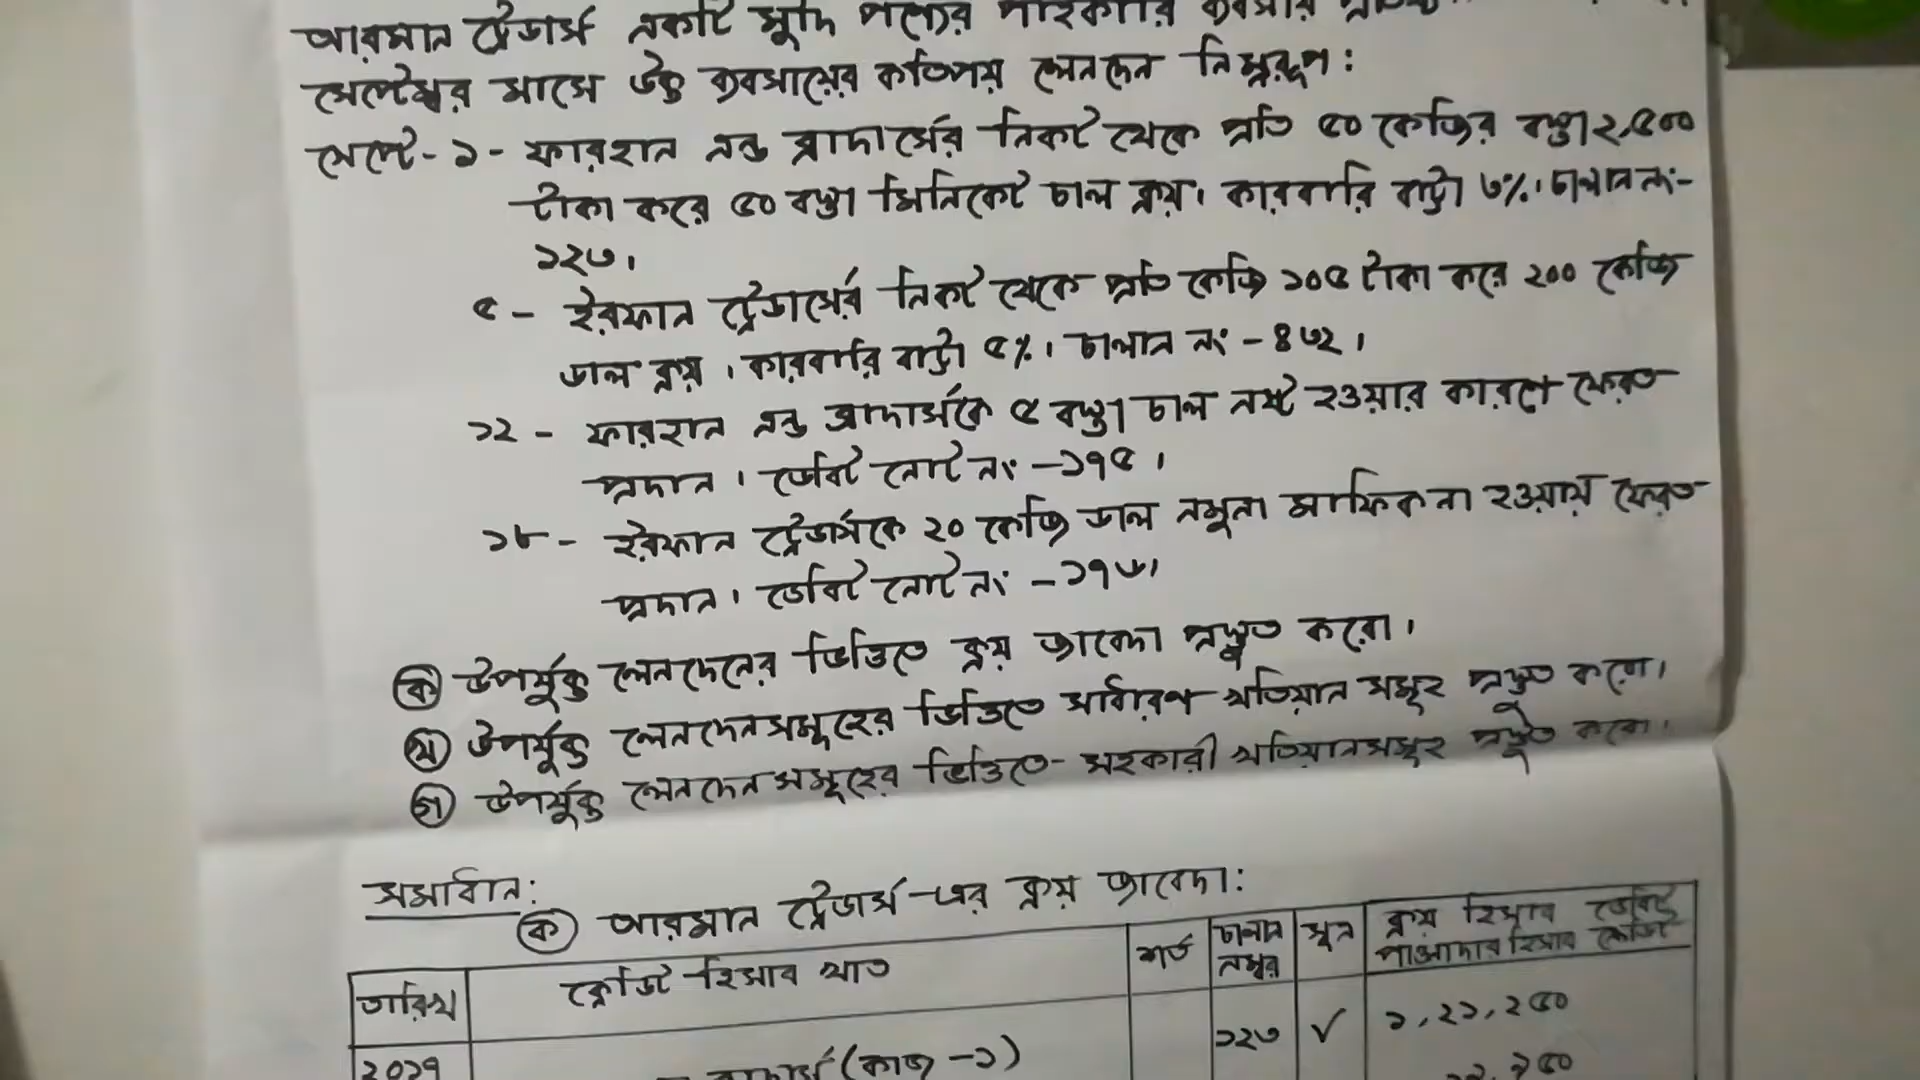 আরমান ট্রেডার্স একটি মুদি পণ্যের পাইকারি ব্যবসায়
সেপ্টেম্বর মাসে উক্ত ব্যবসায়ের কতিপয় লেনদেন নিম্নরূপ:
সেপ্টে- ১- ফারহান এন্ড ব্রাদার্সের নিকট থেকে প্রতি ৫০ কেজির বস্তা ২,৫০০
টাকা করে ৫০ বস্তা মিনিকেট চাল ক্রয়। কারবারি বাট্টা ৩%। চালান নং-
১২৩।
৫ - ইরফান ট্রেডার্সের নিকট থেকে প্রতি কেজি ১০৫ টাকা করে ২০০ কেজি
ডাল ক্রয়। কারবারি বাট্টা ৫%। চালান নং - ৪৩২।
১২ - ফারহান এন্ড ব্রাদার্সকে ৫ বস্তা চাল নষ্ট হওয়ার কারণে ফেরত
প্রদান। ডেবিট নোট নং -১৭৫।
১৮ - ইরফান ট্রেডার্সকে ২০ কেজি ডাল নমুনা মাফিক না হওয়ায় ফেরত
প্রদান। ডেবিট নোট নং -১৭৬।
ক উপর্যুক্ত লেনদেনের ভিত্তিতে ক্রয় জাবেদা প্রস্তুত করো।
খ উপর্যুক্ত লেনদেনসমূহের ভিত্তিতে সাধারণ খতিয়ান সমূহ প্রস্তুত করো।
গ উপর্যুক্ত লেনদেনসমূহের ভিত্তিতে সহকারী খতিয়ানসমূহ প্রস্তুত করো।
সমাধান:
ক আরমান ট্রেডার্স-এর ক্রয় জাবেদা:
তারিখ ক্রেডিট হিসাব খাত শর্ত চালান নম্বর সূত্র ক্রয় হিসাব ডেবিট পাওনাদার হিসাব ক্রেডিট
২০১৭ ব্রাদার্স (কাজ -১) ১২৩ √ ১,২১,২৫০